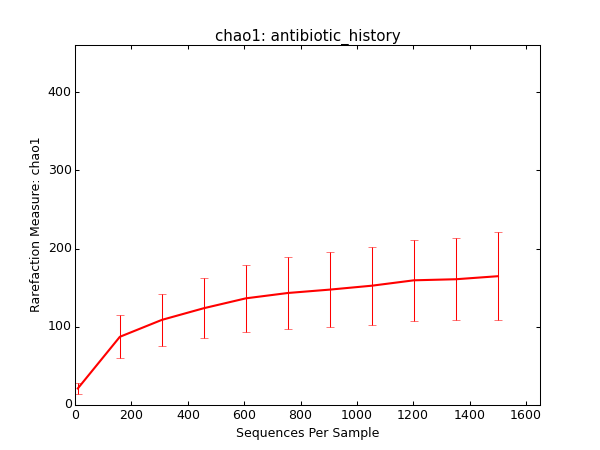 chao1: antibiotic_history
400
300
200
100
0
Rarefaction Measure: chao1
0 200 400 600 800 1000 1200 1400 1600
Sequences Per Sample